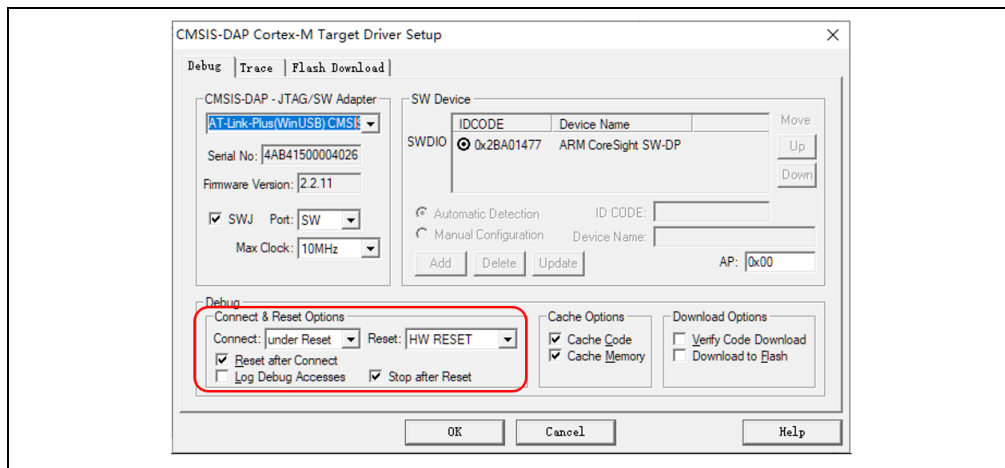 CMSIS-DAP Cortex-M Target Driver Setup
Debug Trace Flash Download
CMSIS-DAP - JTAG/SW Adapter
AT-Link-Plus(WinUSB) CMSIS
Serial No: 4AB41500004026
Firmware Version: 2.2.11
SWJ Port: SW
Max Clock: 10MHz
SW Device
IDCODE Device Name
SWDIO 0x2BA01477 ARM CoreSight SW-DP
Move
Up
Down
Automatic Detection ID CODE:
Manual Configuration Device Name:
Add Delete Update AP: 0x00
Debug
Connect & Reset Options
Connect: under Reset Reset: HW RESET
Reset after Connect
Log Debug Accesses Stop after Reset
Cache Options
Cache Code
Cache Memory
Download Options
Verify Code Download
Download to Flash
OK Cancel Help